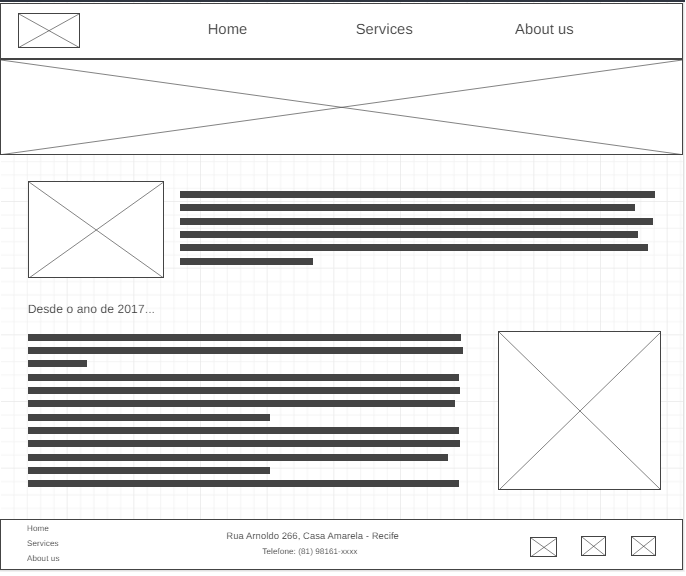 Home
Services
About us
Desde o ano de 2017...
Home
Services
About us
Rua Arnoldo 266, Casa Amarela - Recife
Telefone: (81) 98161-xxxx